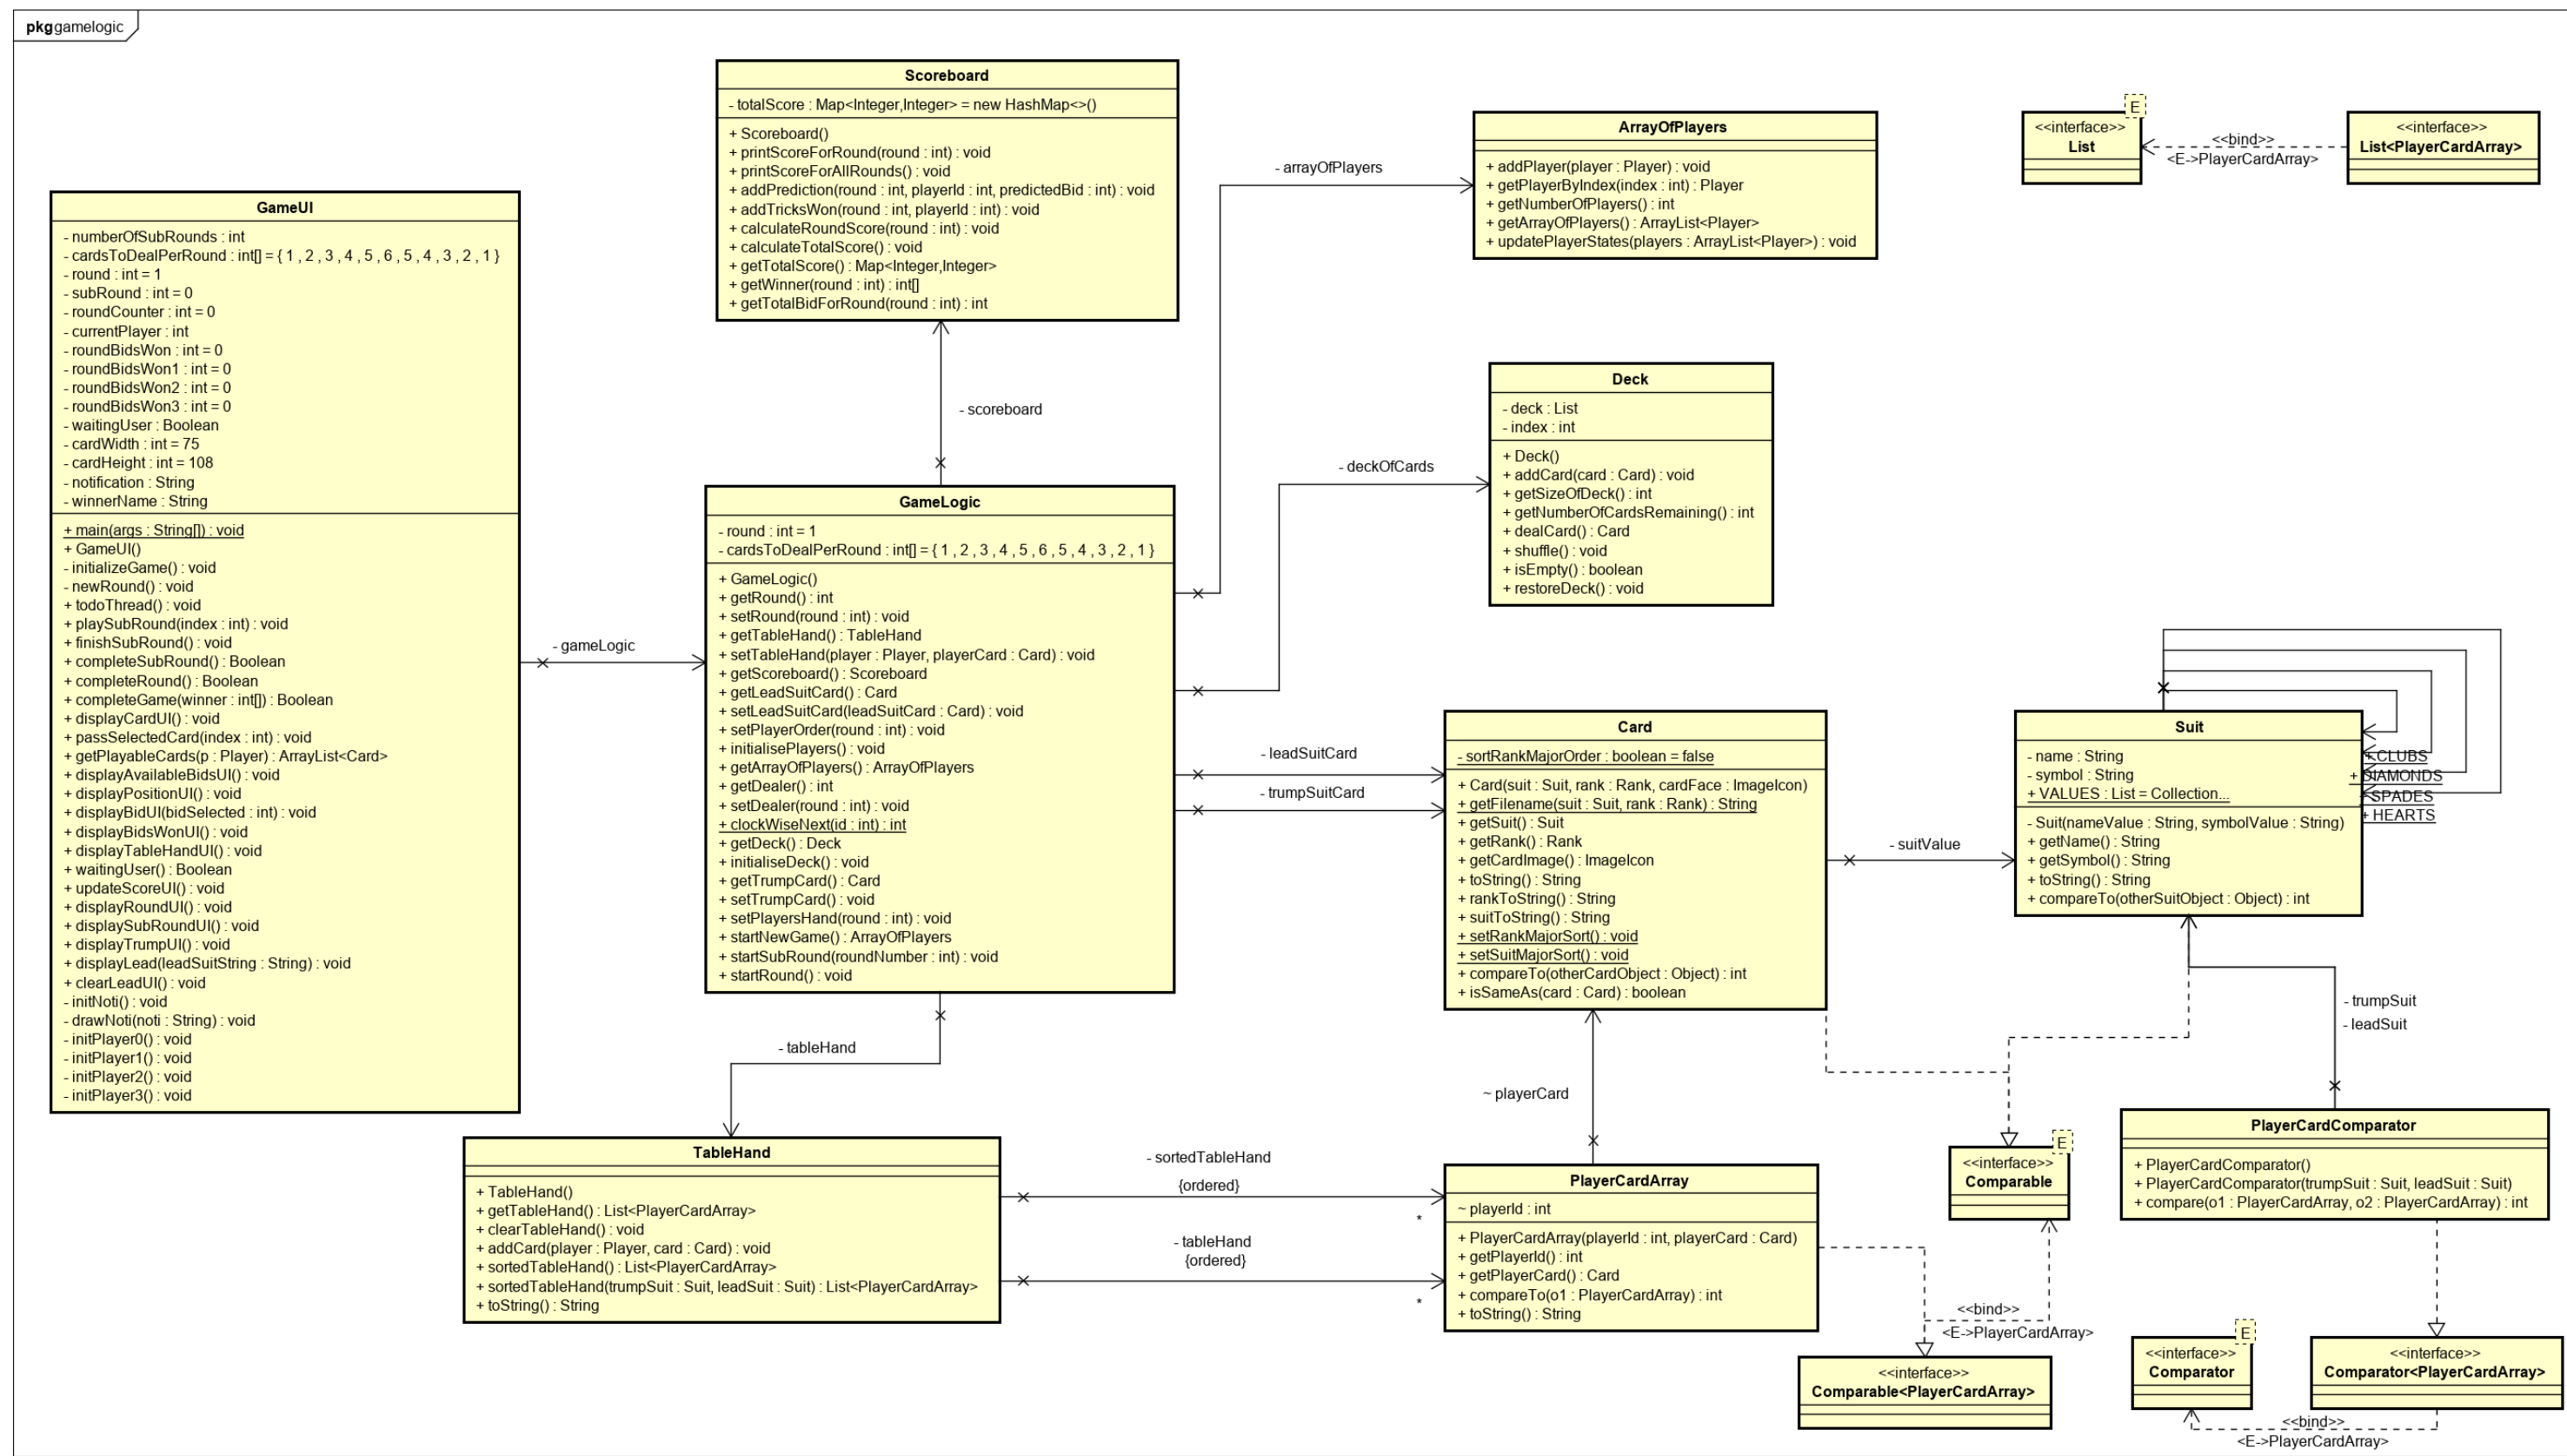 pkg gamelogic
Scoreboard
- totalScore : Map<Integer,Integer> = new HashMap<>()
+ Scoreboard()
+ printScoreForRound(round : int) : void
+ printScoreForAllRounds() : void
+ addPrediction(round : int, playerId : int, predictedBid : int) : void
+ addTricksWon(round : int, playerId : int) : void
+ calculateRoundScore(round : int) : void
+ calculateTotalScore() : void
+ getTotalScore() : Map<Integer,Integer>
+ getWinner(round : int) : int[]
+ getTotalBidForRound(round : int) : int
- arrayOfPlayers
ArrayOfPlayers
+ addPlayer(player : Player) : void
+ getPlayerByIndex(index : int) : Player
+ getNumberOfPlayers() : int
+ getArrayOfPlayers() : ArrayList<Player>
+ updatePlayerStates(players : ArrayList<Player>) : void
E
<<interface>>
List
<<bind>>
<E->PlayerCardArray>
<<interface>>
List<PlayerCardArray>
GameUI
- numberOfSubRounds : int
- cardsToDealPerRound : int[] = { 1 , 2 , 3 , 4 , 5 , 6 , 5 , 4 , 3 , 2 , 1 }
- round : int = 1
- subRound : int = 0
- roundCounter : int = 0
- currentPlayer : int
- roundBidsWon : int = 0
- roundBidsWon1 : int = 0
- roundBidsWon2 : int = 0
- roundBidsWon3 : int = 0
- waitingUser : Boolean
- cardWidth : int = 75
- cardHeight : int = 108
- notification : String
- winnerName : String
+ main(args : String[]) : void
+ GameUI()
- initializeGame() : void
- newRound() : void
+ todoThread() : void
+ playSubRound(index : int) : void
+ finishSubRound() : void
+ completeSubRound() : Boolean
+ completeRound() : Boolean
+ completeGame(winner : int[]) : Boolean
+ displayCardUI() : void
+ passSelectedCard(index : int) : void
+ getPlayableCards(p : Player) : ArrayList<Card>
+ displayAvailableBidsUI() : void
+ displayPositionUI() : void
+ displayBidUI(bidSelected : int) : void
+ displayBidsWonUI() : void
+ displayTableHandUI() : void
+ waitingUser() : Boolean
+ updateScoreUI() : void
+ displayRoundUI() : void
+ displaySubRoundUI() : void
+ displayTrumpUI() : void
+ displayLead(leadSuitString : String) : void
+ clearLeadUI() : void
- initNoti() : void
- drawNoti(noti : String) : void
- initPlayer0() : void
- initPlayer1() : void
- initPlayer2() : void
- initPlayer3() : void
- gameLogic
- scoreboard
GameLogic
- round : int = 1
- cardsToDealPerRound : int[] = { 1 , 2 , 3 , 4 , 5 , 6 , 5 , 4 , 3 , 2 , 1 }
+ GameLogic()
+ getRound() : int
+ setRound(round : int) : void
+ getTableHand() : TableHand
+ setTableHand(player : Player, playerCard : Card) : void
+ getScoreboard() : Scoreboard
+ getLeadSuitCard() : Card
+ setLeadSuitCard(leadSuitCard : Card) : void
+ setPlayerOrder(round : int) : void
+ initialisePlayers() : void
+ getArrayOfPlayers() : ArrayOfPlayers
+ getDealer() : int
+ setDealer(round : int) : void
+ clockWiseNext(id : int) : int
+ getDeck() : Deck
+ initialiseDeck() : void
+ getTrumpCard() : Card
+ setTrumpCard() : void
+ setPlayersHand(round : int) : void
+ startNewGame() : ArrayOfPlayers
+ startSubRound(roundNumber : int) : void
+ startRound() : void
- deckOfCards
Deck
- deck : List
- index : int
+ Deck()
+ addCard(card : Card) : void
+ getSizeOfDeck() : int
+ getNumberOfCardsRemaining() : int
+ dealCard() : Card
+ shuffle() : void
+ isEmpty() : boolean
+ restoreDeck() : void
- leadSuitCard
- trumpSuitCard
Card
- sortRankMajorOrder : boolean = false
+ Card(suit : Suit, rank : Rank, cardFace : ImageIcon)
+ getFilename(suit : Suit, rank : Rank) : String
+ getSuit() : Suit
+ getRank() : Rank
+ getCardImage() : ImageIcon
+ toString() : String
+ rankToString() : String
+ suitToString() : String
+ setRankMajorSort() : void
+ setSuitMajorSort() : void
+ compareTo(otherCardObject : Object) : int
+ isSameAs(card : Card) : boolean
- suitValue
Suit
- name : String
- symbol : String
+ VALUES : List = Collection...
- Suit(nameValue : String, symbolValue : String)
+ getName() : String
+ getSymbol() : String
+ toString() : String
+ compareTo(otherSuitObject : Object) : int
+ CLUBS
+ DIAMONDS
+ SPADES
+ HEARTS
- trumpSuit
- leadSuit
- tableHand
~ playerCard
TableHand
+ TableHand()
+ getTableHand() : List<PlayerCardArray>
+ clearTableHand() : void
+ addCard(player : Player, card : Card) : void
+ sortedTableHand() : List<PlayerCardArray>
+ sortedTableHand(trumpSuit : Suit, leadSuit : Suit) : List<PlayerCardArray>
+ toString() : String
- sortedTableHand
{ordered}
*
- tableHand
{ordered}
*
PlayerCardArray
~ playerId : int
+ PlayerCardArray(playerId : int, playerCard : Card)
+ getPlayerId() : int
+ getPlayerCard() : Card
+ compareTo(o1 : PlayerCardArray) : int
+ toString() : String
E
<<interface>>
Comparable
<<bind>>
<E->PlayerCardArray>
<<interface>>
Comparable<PlayerCardArray>
PlayerCardComparator
+ PlayerCardComparator()
+ PlayerCardComparator(trumpSuit : Suit, leadSuit : Suit)
+ compare(o1 : PlayerCardArray, o2 : PlayerCardArray) : int
E
<<interface>>
Comparator
<<interface>>
Comparator<PlayerCardArray>
<<bind>>
<E->PlayerCardArray>